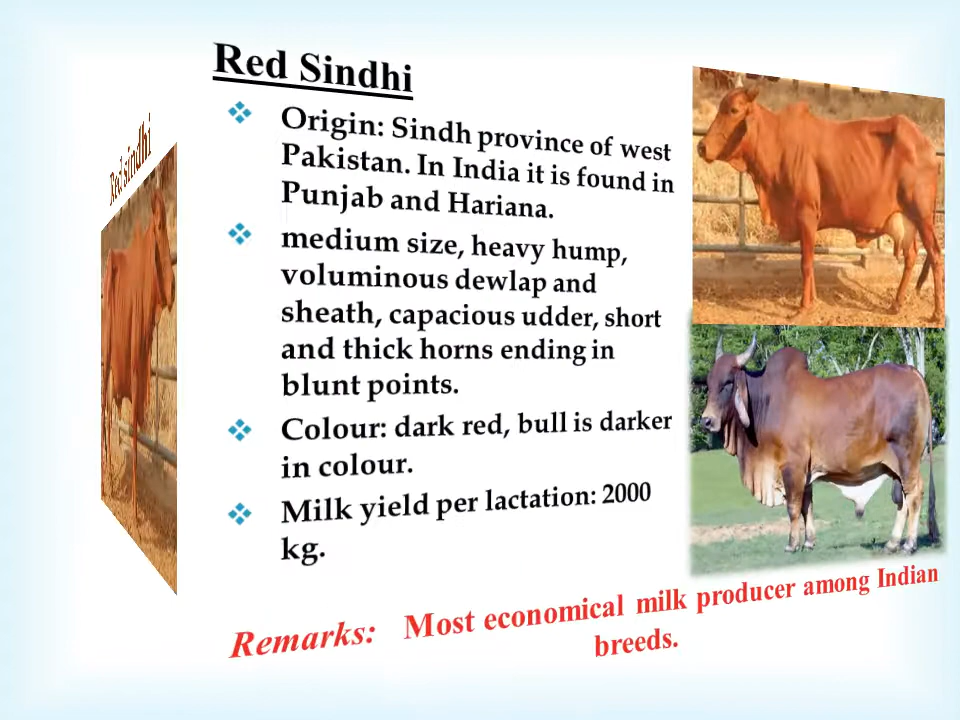 Red Sindhi
Red sindhi
Origin: Sindh province of west
Pakistan. In India it is found in
Punjab and Hariana.
medium size, heavy hump,
voluminous dewlap and
sheath, capacious udder, short
and thick horns ending in
blunt points.
Colour: dark red, bull is darker
in colour.
Milk yield per lactation: 2000
kg.
Remarks: Most economical milk producer among Indian
breeds.